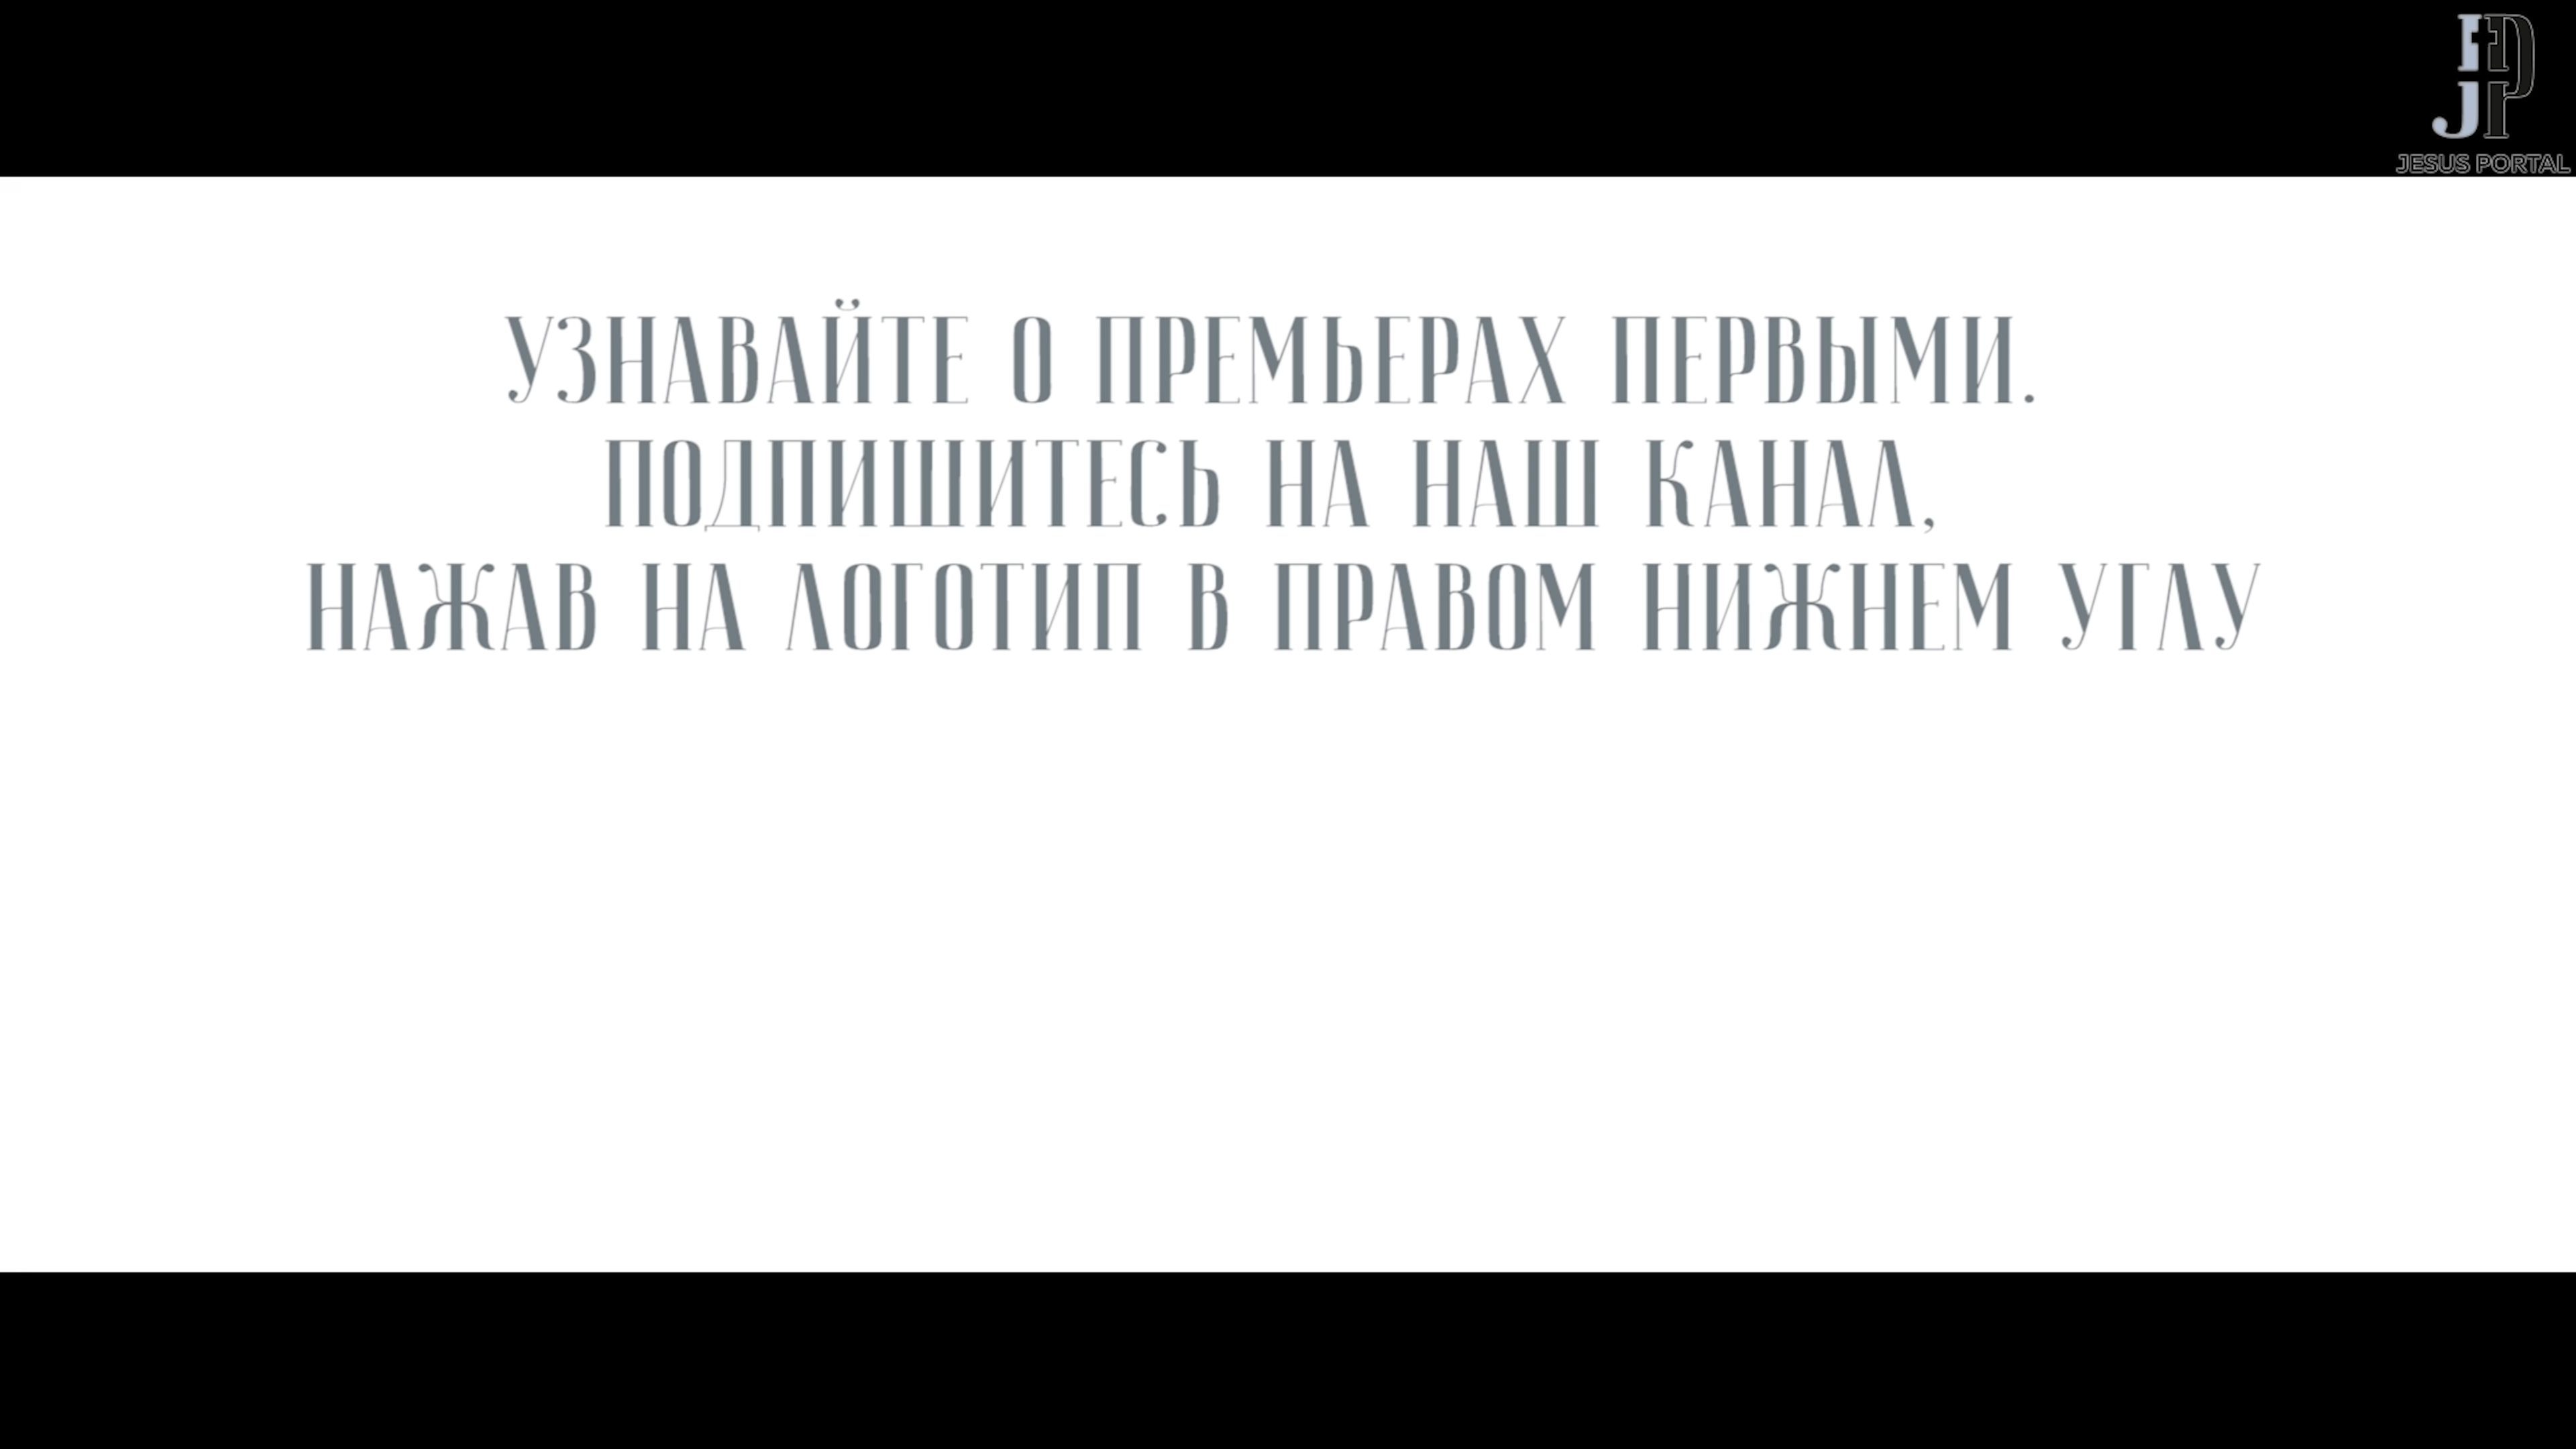 JESUS PORTAL
УЗНАВАЙТЕ О ПРЕМЬЕРАХ ПЕРВЫМИ.
ПОДПИШИТЕСЬ НА НАШ КАНАЛ,
НАЖАВ НА ЛОГОТИП В ПРАВОМ НИЖНЕМ УГЛУ